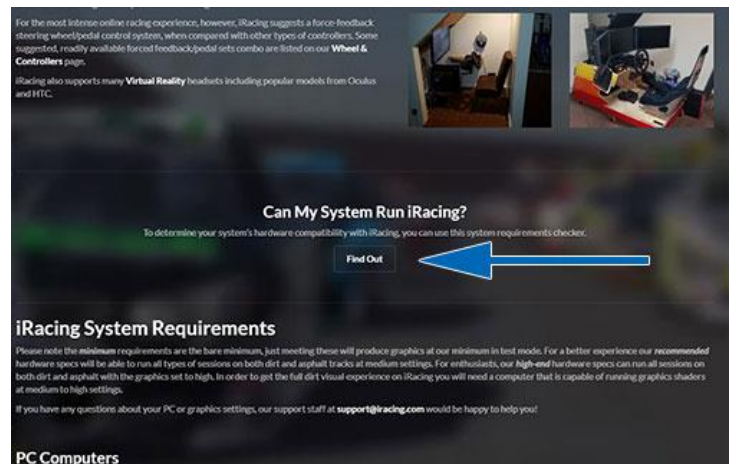 For the most intense online racing experience, however, iRacing suggests a force-feedback
steering wheel/pedal control system, when compared with other types of controllers. Some
suggested, readily available forced feedback/pedal sets combo are listed on our Wheel &
Controllers page.
iRacing also supports many Virtual Reality headsets including popular models from Oculus
and HTC.
Can My System Run iRacing?
To determine your system's hardware compatibility with iRacing, you can use this system requirements checker.
Find Out
iRacing System Requirements
Please note the minimum requirements are the bare minimum, just meeting these will produce graphics at our minimum in test mode. For a better experience our recommended
hardware specs will be able to run all types of sessions on both dirt and asphalt tracks at medium settings. For enthusiasts, our high-end hardware specs can run all sessions on
both dirt and asphalt with the graphics set to high. In order to get the full dirt visual experience on iRacing you will need a computer that is capable of running graphics shaders
at medium to high settings.
If you have any questions about your PC or graphics settings, our support staff at support@iracing.com would be happy to help you!
PC Computers